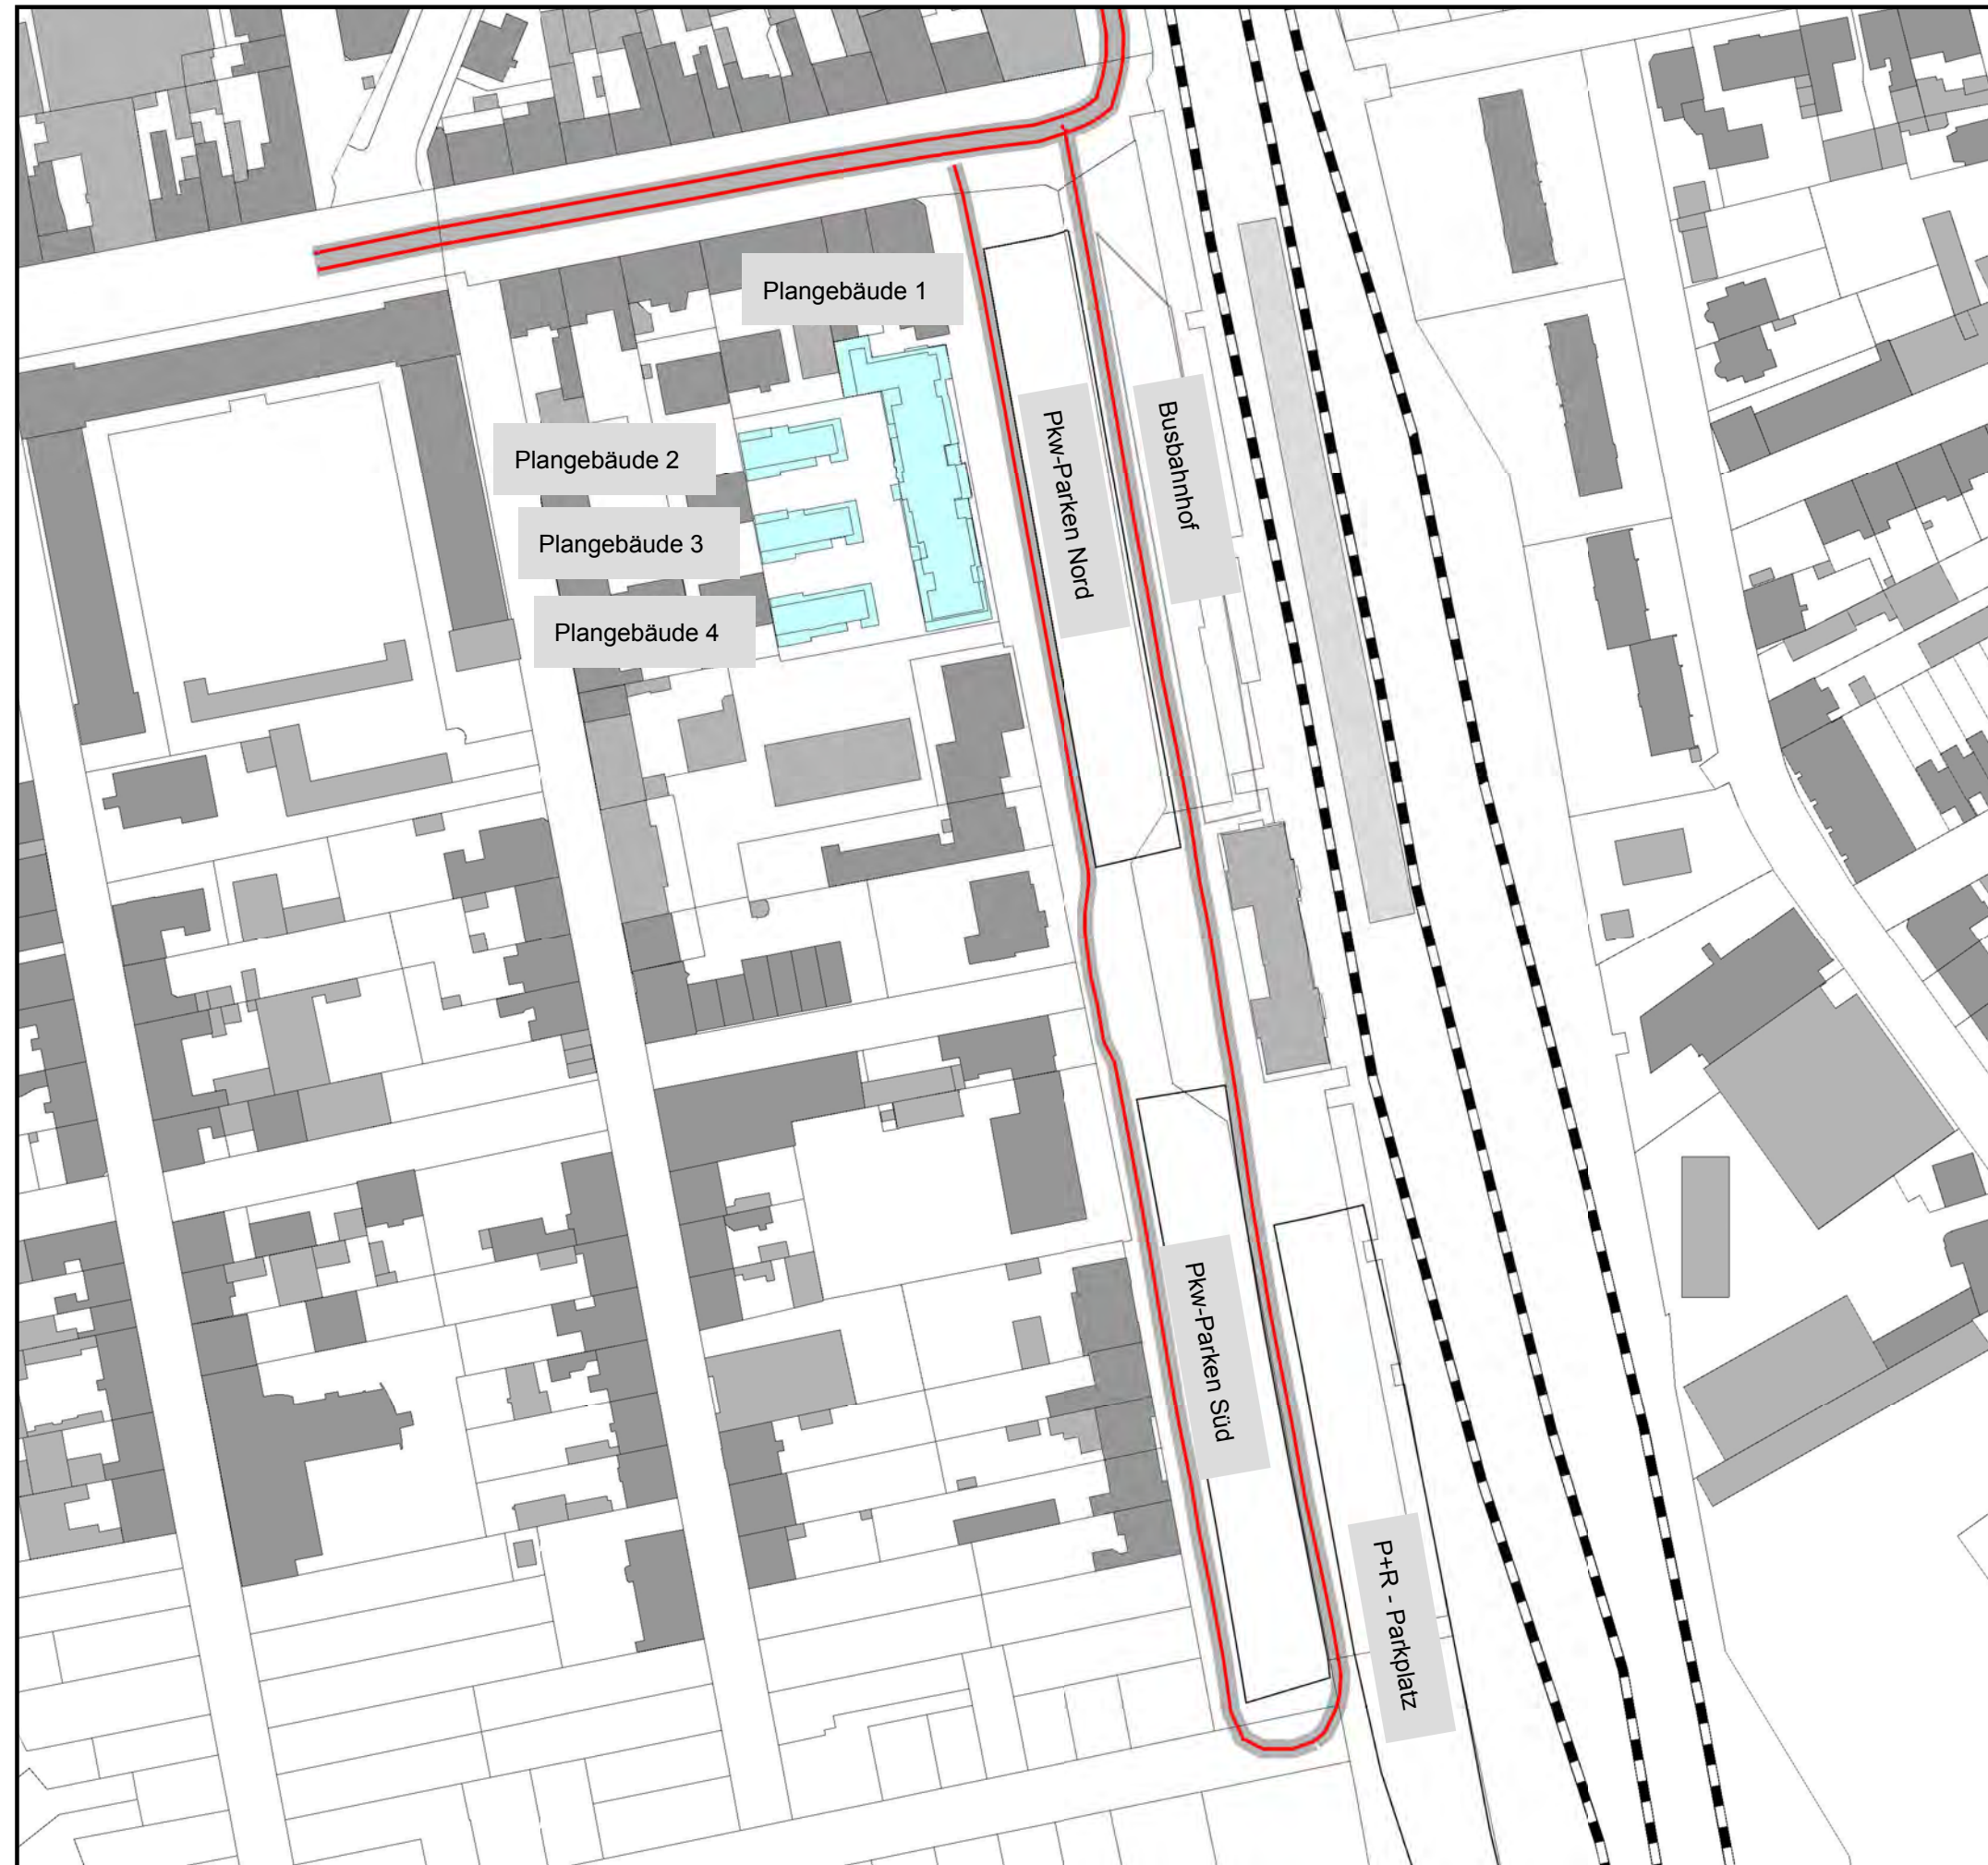 Plangebäude 1
Plangebäude 2
Plangebäude 3
Plangebäude 4
Pkw-Parken Nord
Busbahnhof
Pkw-Parken Süd
P+R - Parkplatz